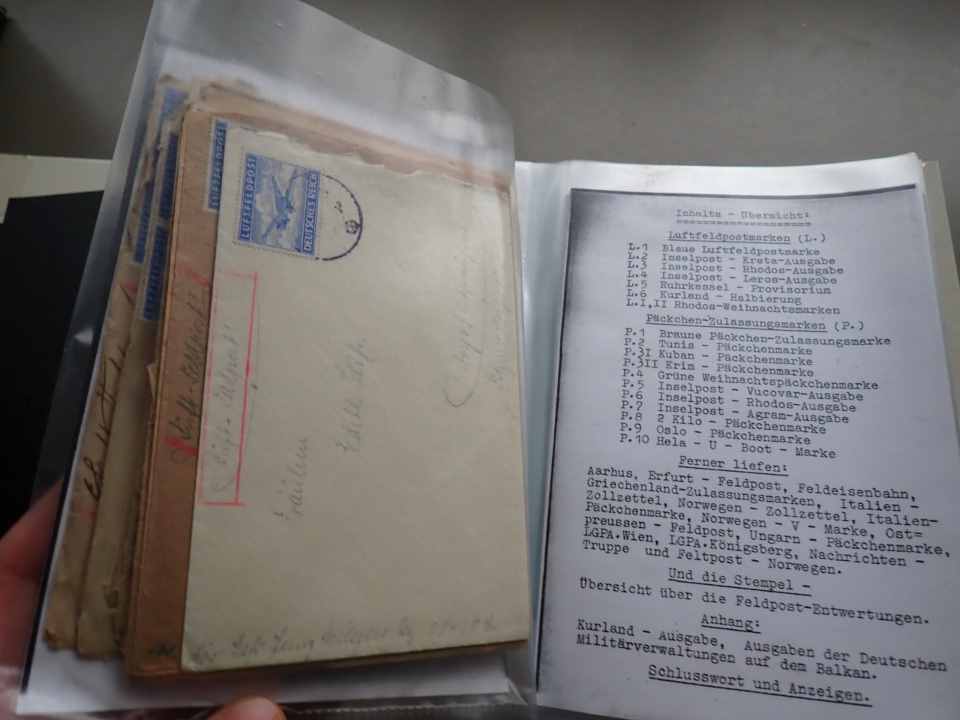 LUFTFELDPOST
LUFTFELDPOST
DEUTSCHES REICH
Luft-Feldpost
Fräulein
Edith
Inhalts - Übersicht:
Luftfeldpostmarken (L.)
L.1 Blaue Luftfeldpostmarke
L.2 Inselpost - Kreta-Ausgabe
L.3 Inselpost - Rhodos-Ausgabe
L.4 Inselpost - Leros-Ausgabe
L.5 Ruhrkessel - Provisorium
L.6 Kurland - Halbierung
L.I,II Rhodos-Weihnachtsmarken
Päckchen-Zulassungsmarken (P.)
P.1 Braune Päckchen-Zulassungsmarke
P.2 Tunis - Päckchenmarke
P.3I Kuban - Päckchenmarke
P.3II Krim - Päckchenmarke
P.4 Grüne Weihnachtspäckchenmarke
P.5 Inselpost - Vucovar-Ausgabe
P.6 Inselpost - Rhodos-Ausgabe
P.7 Inselpost - Agram-Ausgabe
P.8 2 Kilo - Päckchenmarke
P.9 Oslo - Päckchenmarke
P.10 Hela - U - Boot - Marke
Ferner liefen:
Aarhus, Erfurt - Feldpost, Feldeisenbahn,
Griechenland-Zulassungsmarken, Italien -
Zollzettel, Norwegen - Zollzettel, Italien-
Päckchenmarke, Norwegen - V - Marke, Ost=
preussen - Feldpost, Ungarn - Päckchenmarke,
LGPA.Wien, LGPA.Königsberg, Nachrichten -
Truppe und Feltpost - Norwegen.
Und die Stempel -
Übersicht über die Feldpost-Entwertungen.
Anhang:
Kurland - Ausgabe, Ausgaben der Deutschen
Militärverwaltungen auf dem Balkan.
Schlusswort und Anzeigen.